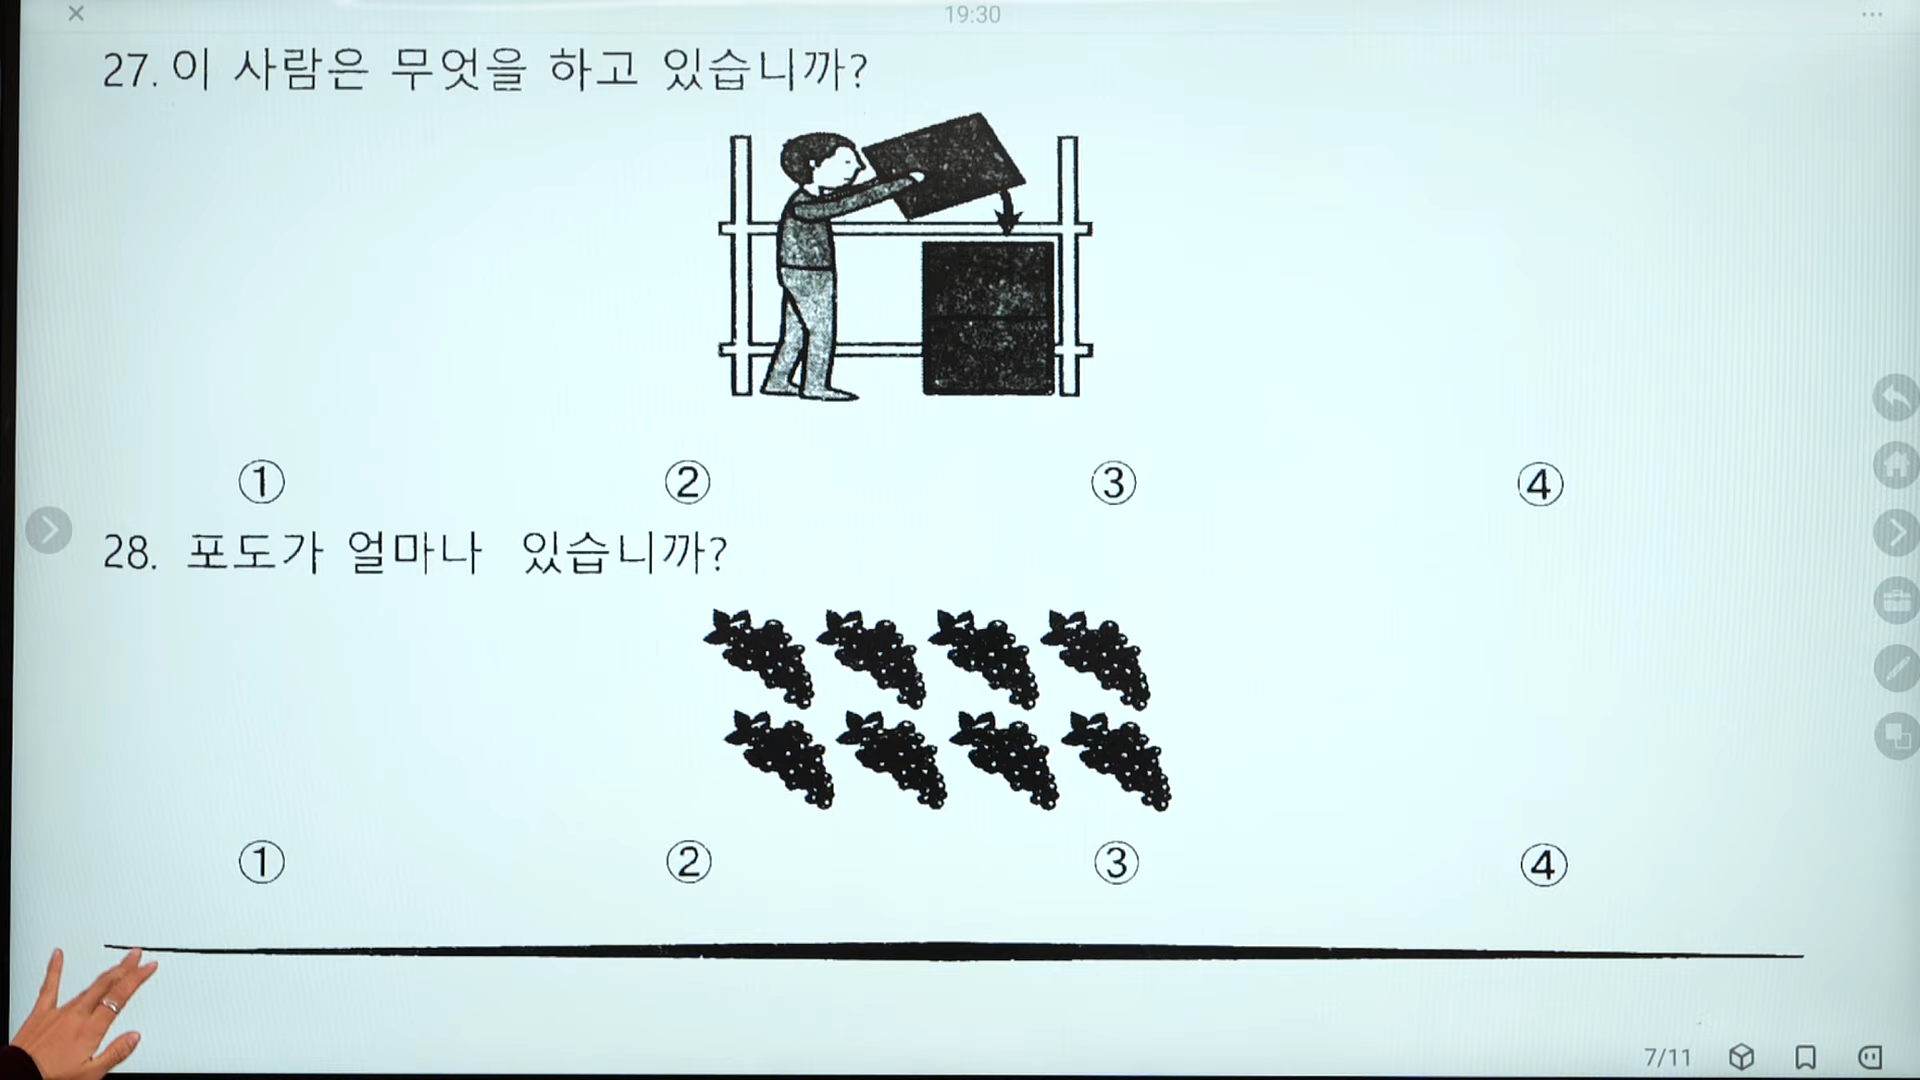 19:30
27. 이 사람은 무엇을 하고 있습니까?
① ② ③ ④
28. 포도가 얼마나 있습니까?
① ② ③ ④
7/11